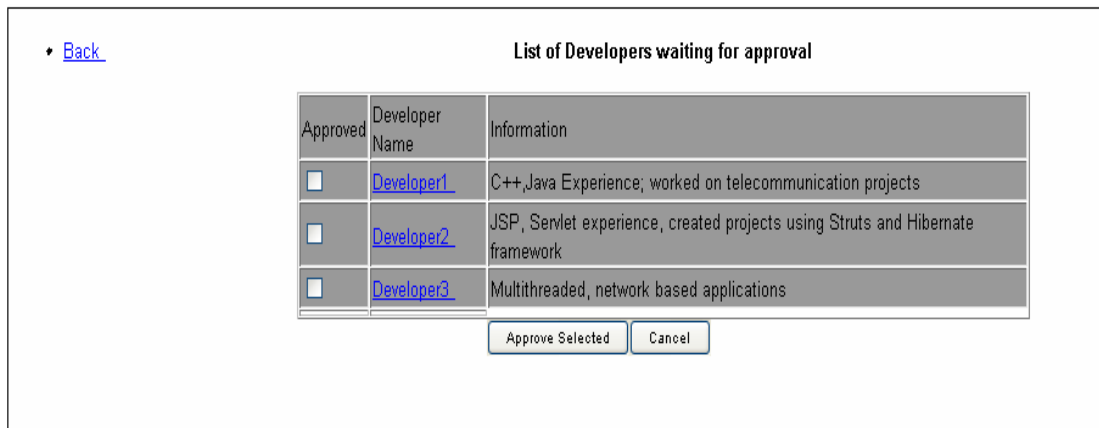 Back
List of Developers waiting for approval
Approved
Developer
Name
Information
Developer1
C++,Java Experience; worked on telecommunication projects
Developer2
JSP, Servlet experience, created projects using Struts and Hibernate
framework
Developer3
Multithreaded, network based applications
Approve Selected
Cancel